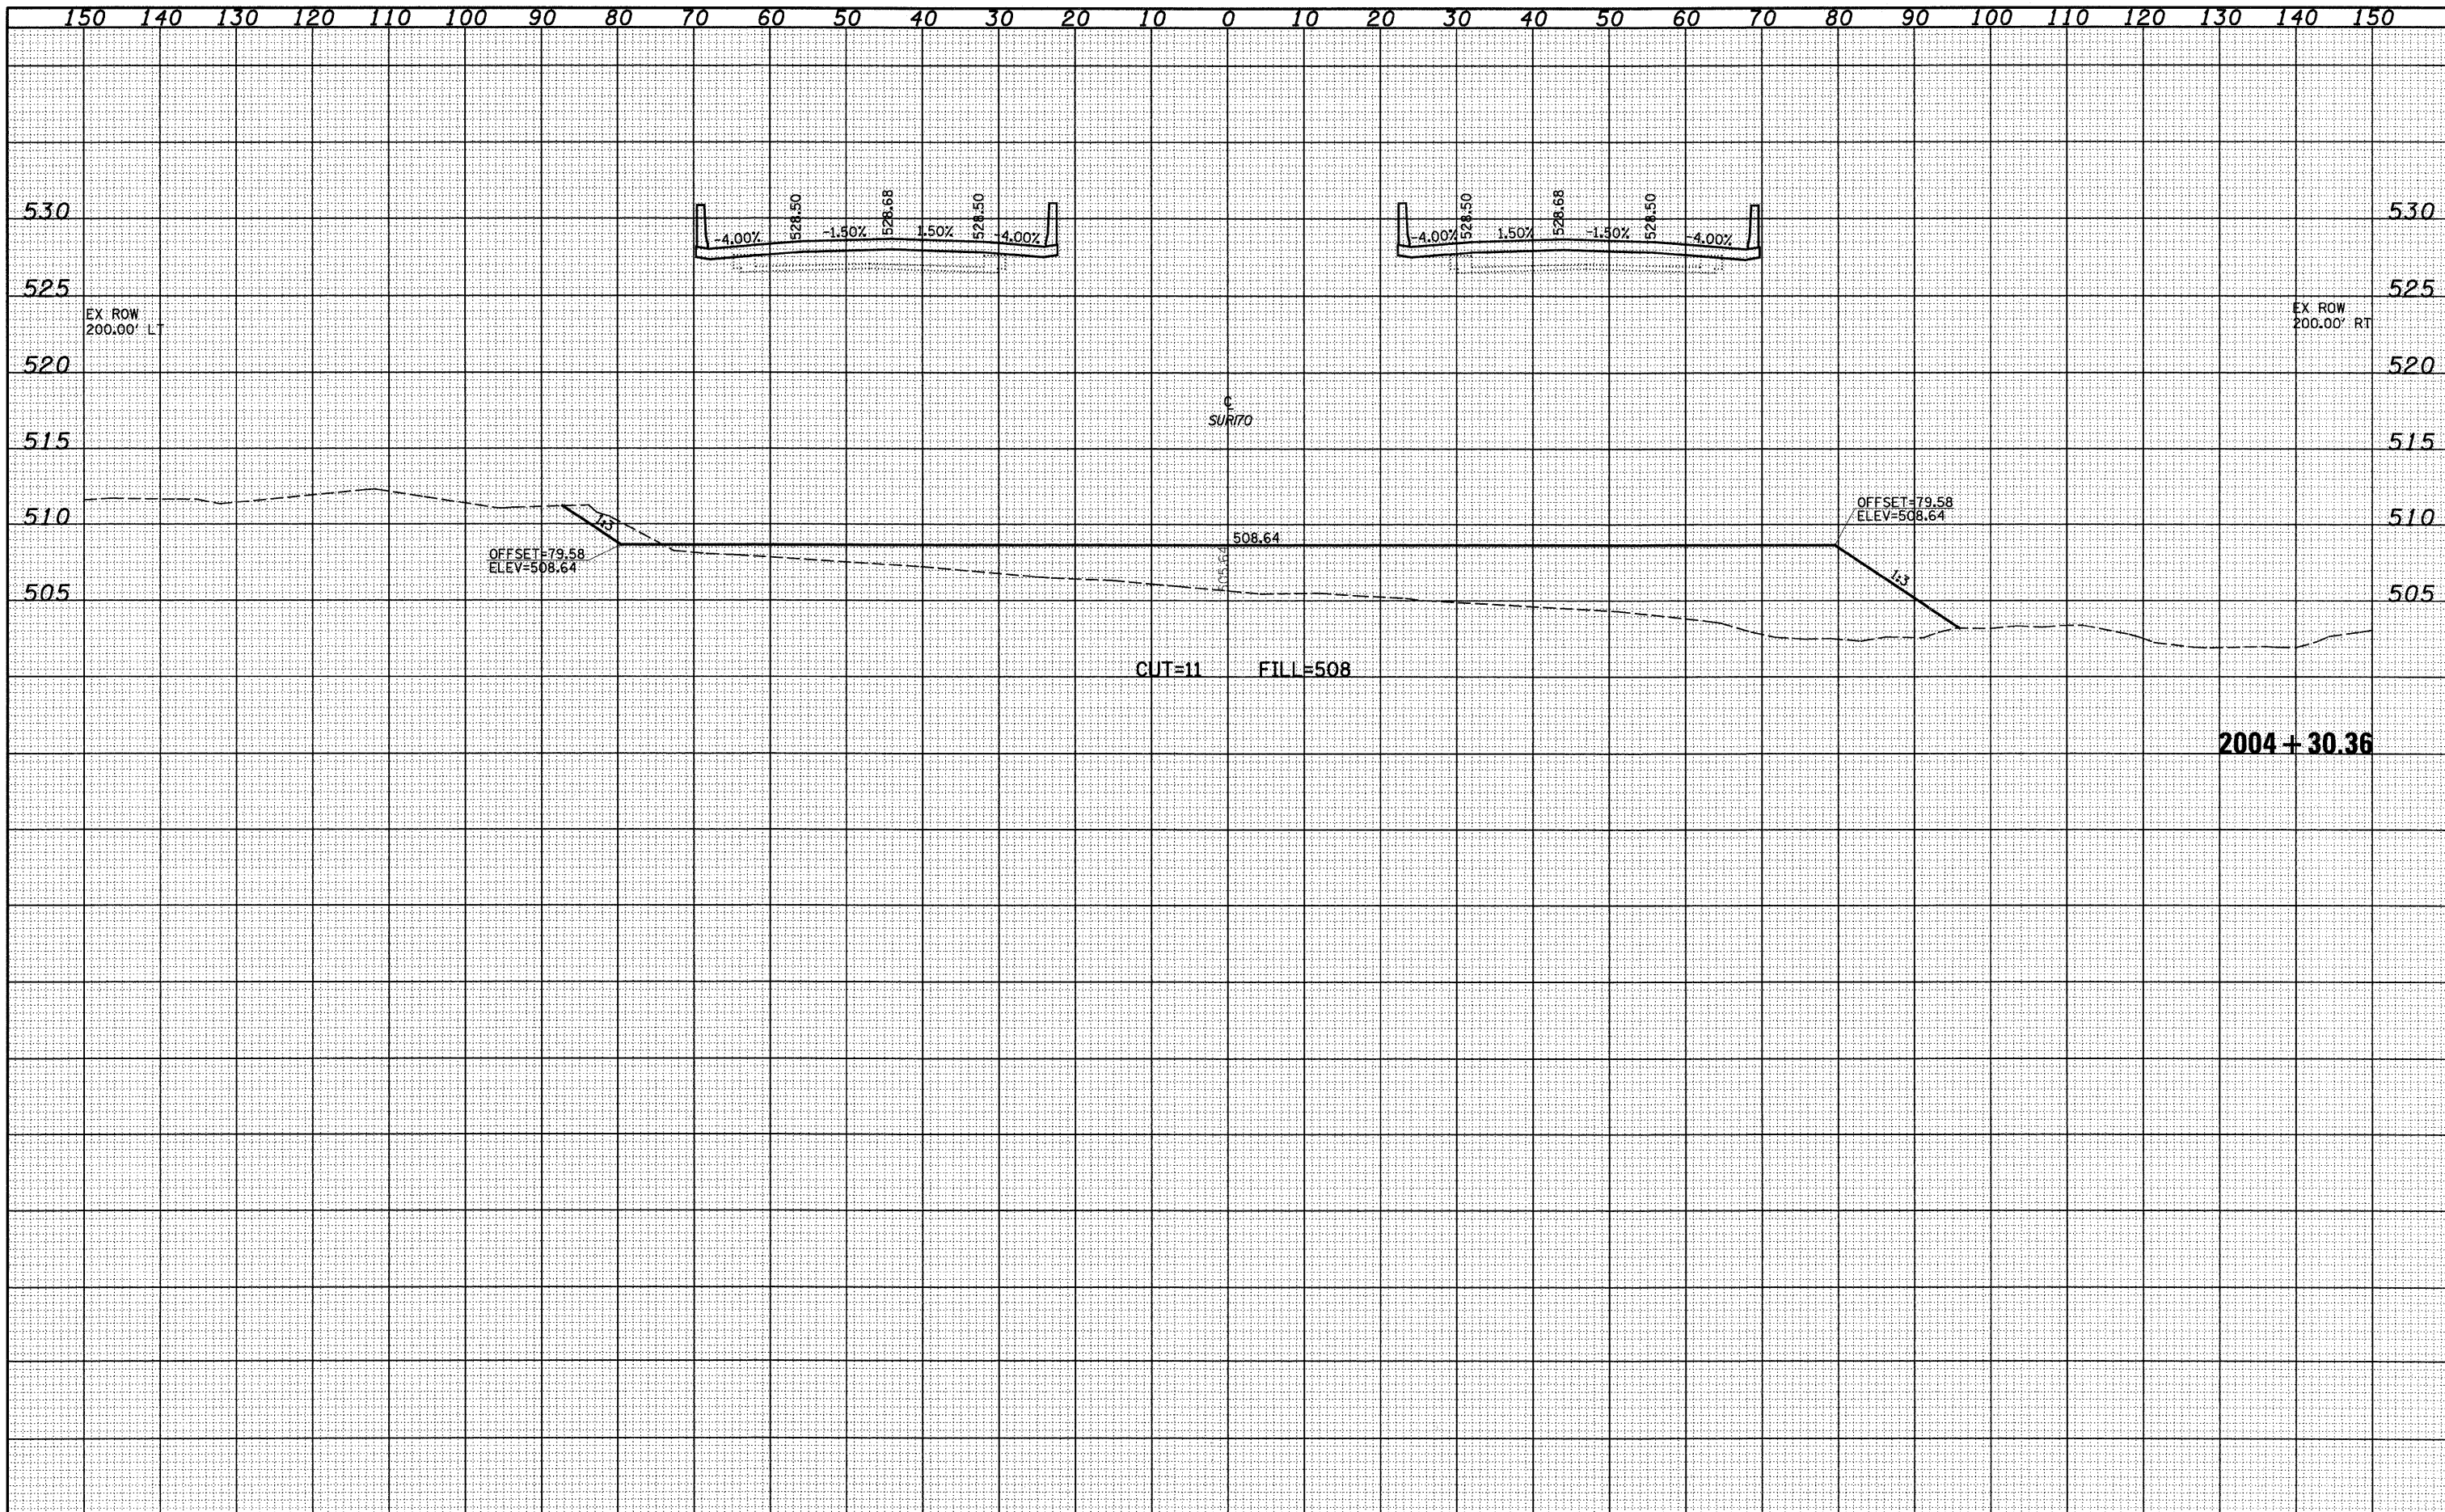 150 140 130 120 110 100 90 80 70 60 50 40 30 20 10 0 10 20 30 40 50 60 70 80 90 100 110 120 130 140 150
528.50 528.68 528.50 528.50 528.68 528.50
530 530
-4.00% -1.50% 1.50% -4.00% -4.00% 1.50% -1.50% -4.00%
525 525
EX ROW
200.00' LT
EX ROW
200.00' RT
520 520
℄
SURI70
515 515
OFFSET=79.58
ELEV=508.64
510 510
1:3
508.64
OFFSET=79.58
ELEV=508.64
505.64
1:3
505 505
CUT=11 FILL=508
2004 + 30.36